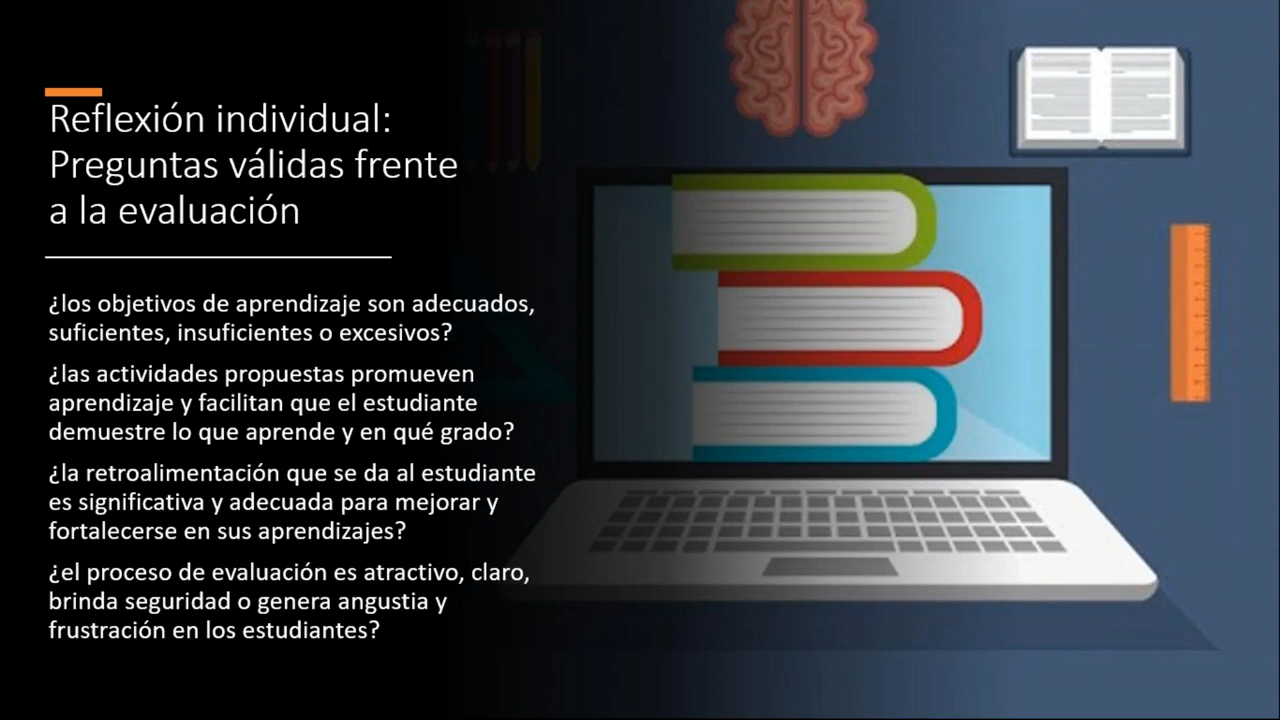 Reflexión individual:
Preguntas válidas frente
a la evaluación
¿los objetivos de aprendizaje son adecuados,
suficientes, insuficientes o excesivos?
¿las actividades propuestas promueven
aprendizaje y facilitan que el estudiante
demuestre lo que aprende y en qué grado?
¿la retroalimentación que se da al estudiante
es significativa y adecuada para mejorar y
fortalecerse en sus aprendizajes?
¿el proceso de evaluación es atractivo, claro,
brinda seguridad o genera angustia y
frustración en los estudiantes?